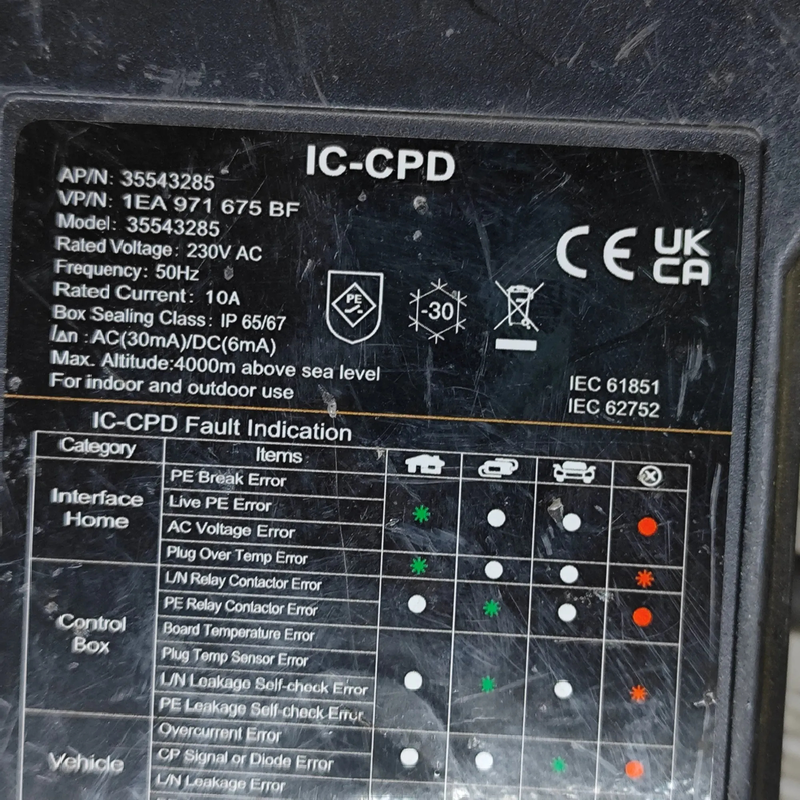 IC-CPD
AP/N: 35543285
VP/N: 1EA 971 675 BF
Model: 35543285
Rated Voltage: 230V AC
Frequency: 50Hz
Rated Current: 10A
Box Sealing Class: IP 65/67
IΔn :AC(30mA)/DC(6mA)
Max. Altitude:4000m above sea level
For indoor and outdoor use
PE
-30
CE UK
CA
IEC 61851
IEC 62752
IC-CPD Fault Indication
Category Items
Interface
Home
PE Break Error
Live PE Error
AC Voltage Error
Plug Over Temp Error
Control
Box
L/N Relay Contactor Error
PE Relay Contactor Error
Board Temperature Error
Plug Temp Sensor Error
L/N Leakage Self-check Error
PE Leakage Self-check Error
Vehicle
Overcurrent Error
CP Signal or Diode Error
L/N Leakage Error